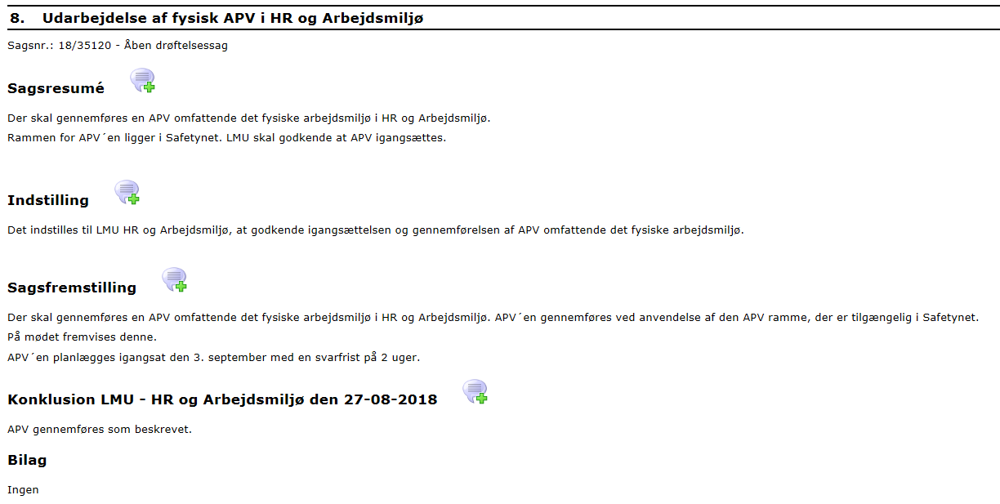 8. Udarbejdelse af fysisk APV i HR og Arbejdsmiljø
Sagsnr.: 18/35120 - Åben drøftelsessag
Sagsresumé
Der skal gennemføres en APV omfattende det fysiske arbejdsmiljø i HR og Arbejdsmiljø.
Rammen for APV´en ligger i Safetynet. LMU skal godkende at APV igangsættes.
Indstilling
Det indstilles til LMU HR og Arbejdsmiljø, at godkende igangsættelsen og gennemførelsen af APV omfattende det fysiske arbejdsmiljø.
Sagsfremstilling
Der skal gennemføres en APV omfattende det fysiske arbejdsmiljø i HR og Arbejdsmiljø. APV´en gennemføres ved anvendelse af den APV ramme, der er tilgængelig i Safetynet.
På mødet fremvises denne.
APV´en planlægges igangsat den 3. september med en svarfrist på 2 uger.
Konklusion LMU - HR og Arbejdsmiljø den 27-08-2018
APV gennemføres som beskrevet.
Bilag
Ingen